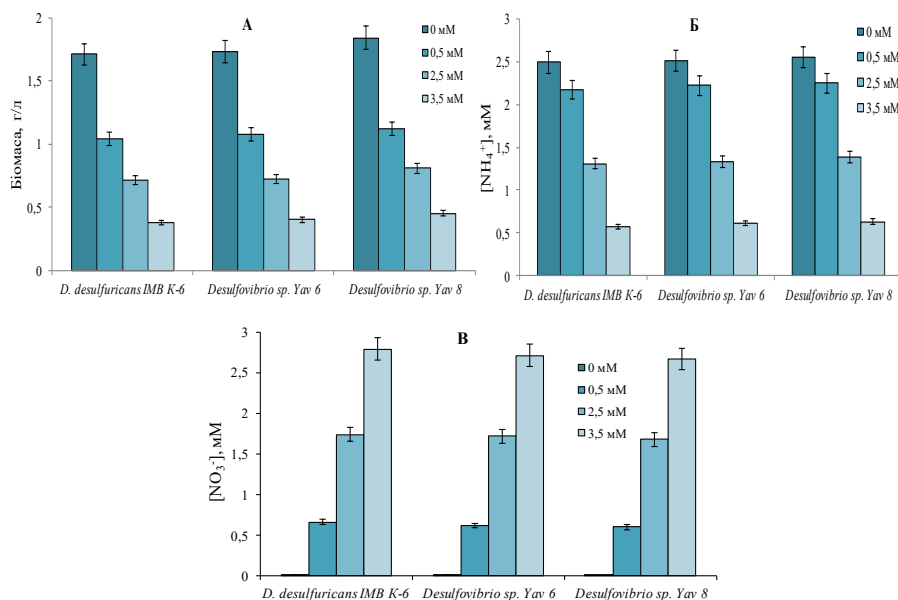 А
Біомаса, г/л
2
1,5
1
0,5
0
0 мМ
0,5 мМ
2,5 мМ
3,5 мМ
D. desulfuricans IMB K-6
Desulfovibrio sp. Yav 6
Desulfovibrio sp. Yav 8
Б
[NH₄⁺], мМ
3
2,5
2
1,5
1
0,5
0
0 мМ
0,5 мМ
2,5 мМ
3,5 мМ
D. desulfuricans IMB K-6
Desulfovibrio sp. Yav 6
Desulfovibrio sp. Yav 8
В
[NO₃⁻], мМ
3
2,5
2
1,5
1
0,5
0
0 мМ
0,5 мМ
2,5 мМ
3,5 мМ
D. desulfuricans IMB K-6
Desulfovibrio sp. Yav 6
Desulfovibrio sp. Yav 8